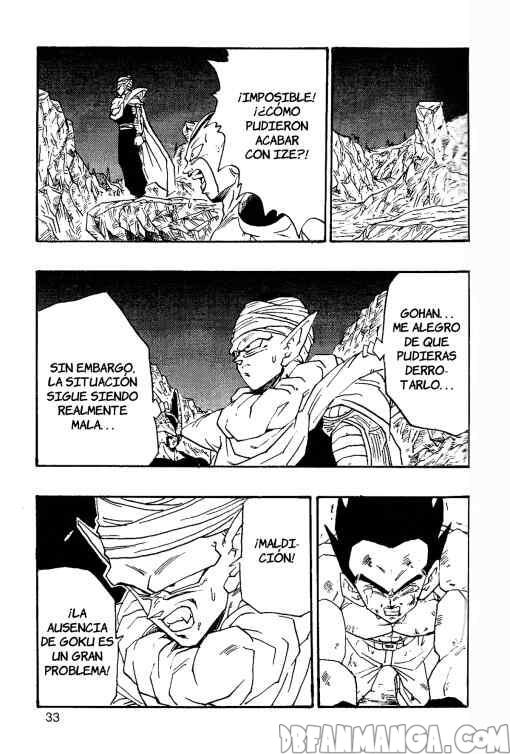 ¡IMPOSIBLE!
¡¿CÓMO
PUDIERON
ACABAR
CON IZE?!
GOHAN...
ME ALEGRO
DE QUE
PUDIERAS
DERRO-
TARLO...
SIN EMBARGO,
LA SITUACIÓN
SIGUE SIENDO
REALMENTE
MALA...
¡MALDI-
CIÓN!
¡LA
AUSENCIA
DE GOKU ES
UN GRAN
PROBLEMA!
33
DBFANMANGA.COM